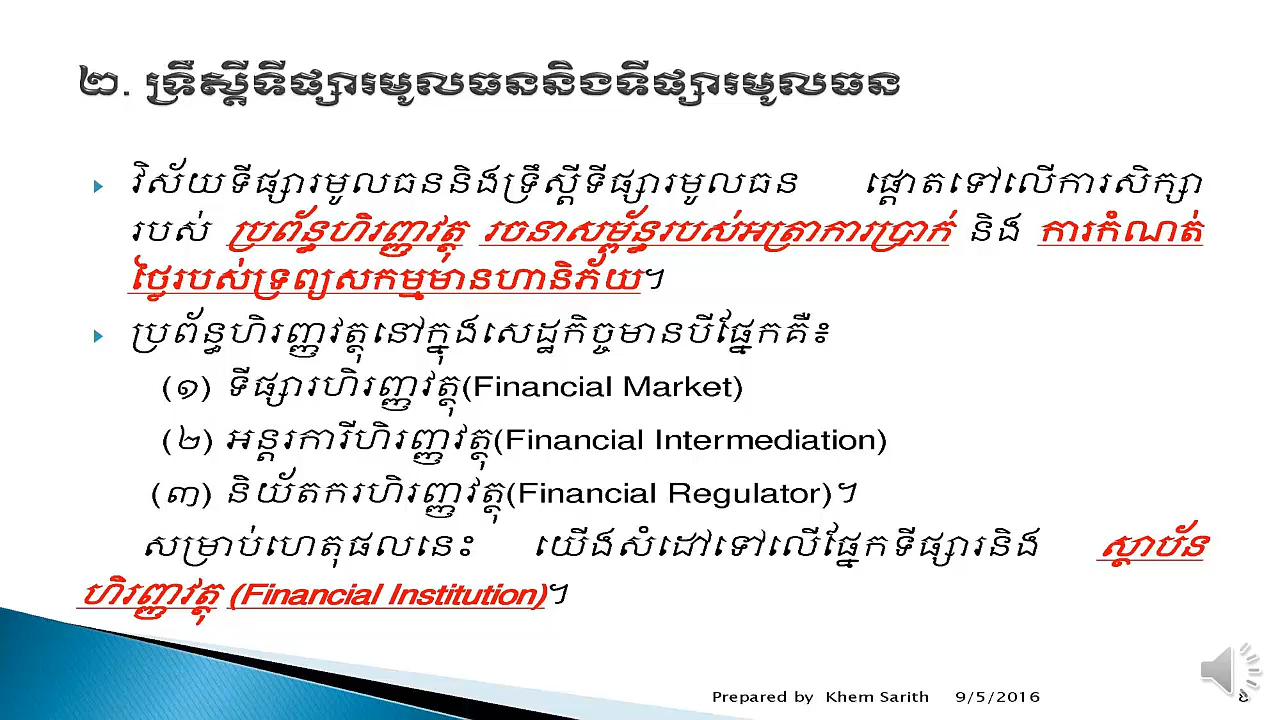 ២. ទ្រឹស្តីទីផ្សារមូលធននិងទីផ្សារមូលធន
វិស័យទីផ្សារមូលធននិងទ្រឹស្តីទីផ្សារមូលធន ផ្តោតទៅលើការសិក្សា
របស់ ប្រព័ន្ធហិរញ្ញវត្ថុ រចនាសម្ព័ន្ធរបស់អត្រាការប្រាក់ និង ការកំណត់
ថ្លៃរបស់ទ្រព្យសកម្មមានហានិភ័យ។
ប្រព័ន្ធហិរញ្ញវត្ថុនៅក្នុងសេដ្ឋកិច្ចមានបីផ្នែកគឺ៖
(១) ទីផ្សារហិរញ្ញវត្ថុ(Financial Market)
(២) អន្តរការីហិរញ្ញវត្ថុ(Financial Intermediation)
(៣) និយ័តករហិរញ្ញវត្ថុ(Financial Regulator)។
សម្រាប់ហេតុផលនេះ យើងសំដៅទៅលើផ្នែកទីផ្សារនិង ស្ថាប័ន
ហិរញ្ញវត្ថុ (Financial Institution)។
Prepared by Khem Sarith 9/5/2016 8